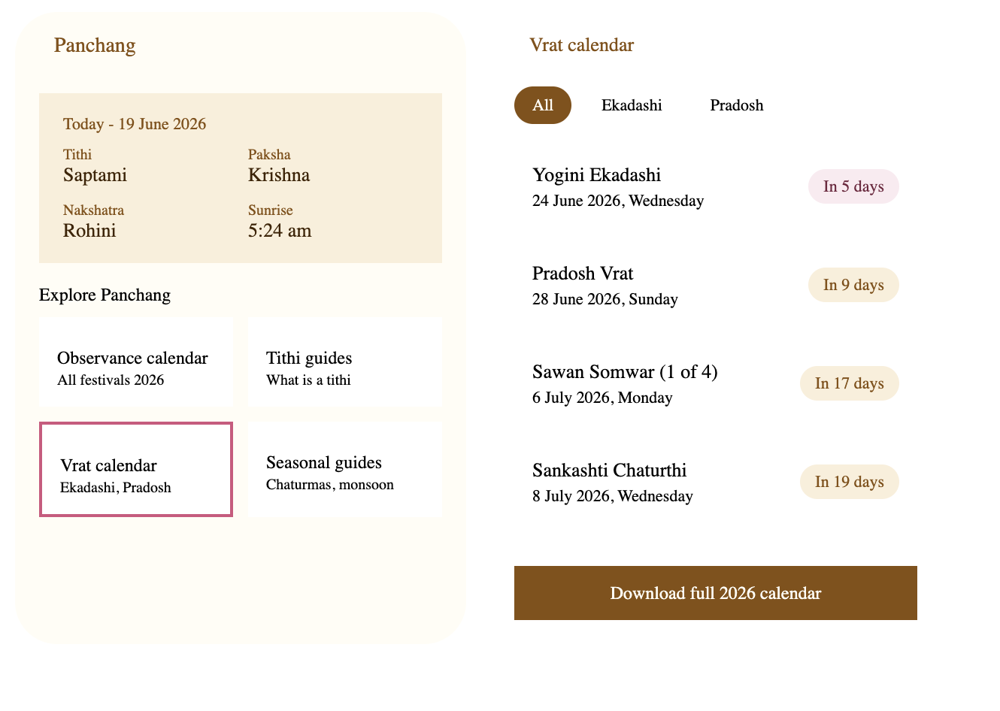 Panchang
Today - 19 June 2026
Tithi
Saptami
Paksha
Krishna
Nakshatra
Rohini
Sunrise
5:24 am
Explore Panchang
Observance calendar
All festivals 2026
Tithi guides
What is a tithi
Vrat calendar
Ekadashi, Pradosh
Seasonal guides
Chaturmas, monsoon
Vrat calendar
All
Ekadashi
Pradosh
Yogini Ekadashi
24 June 2026, Wednesday
In 5 days
Pradosh Vrat
28 June 2026, Sunday
In 9 days
Sawan Somwar (1 of 4)
6 July 2026, Monday
In 17 days
Sankashti Chaturthi
8 July 2026, Wednesday
In 19 days
Download full 2026 calendar